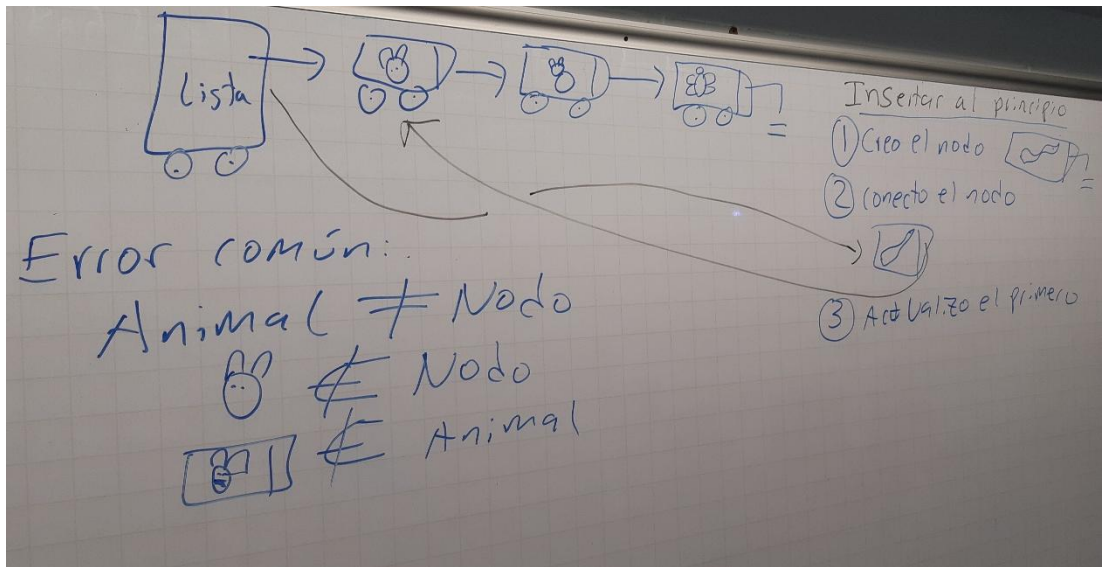 Lista
Insertar al principio
① Creo el nodo
② conecto el nodo
③ Actualizo el primero
Error común:
Animal ≠ Nodo
∉ Nodo
∉ Animal